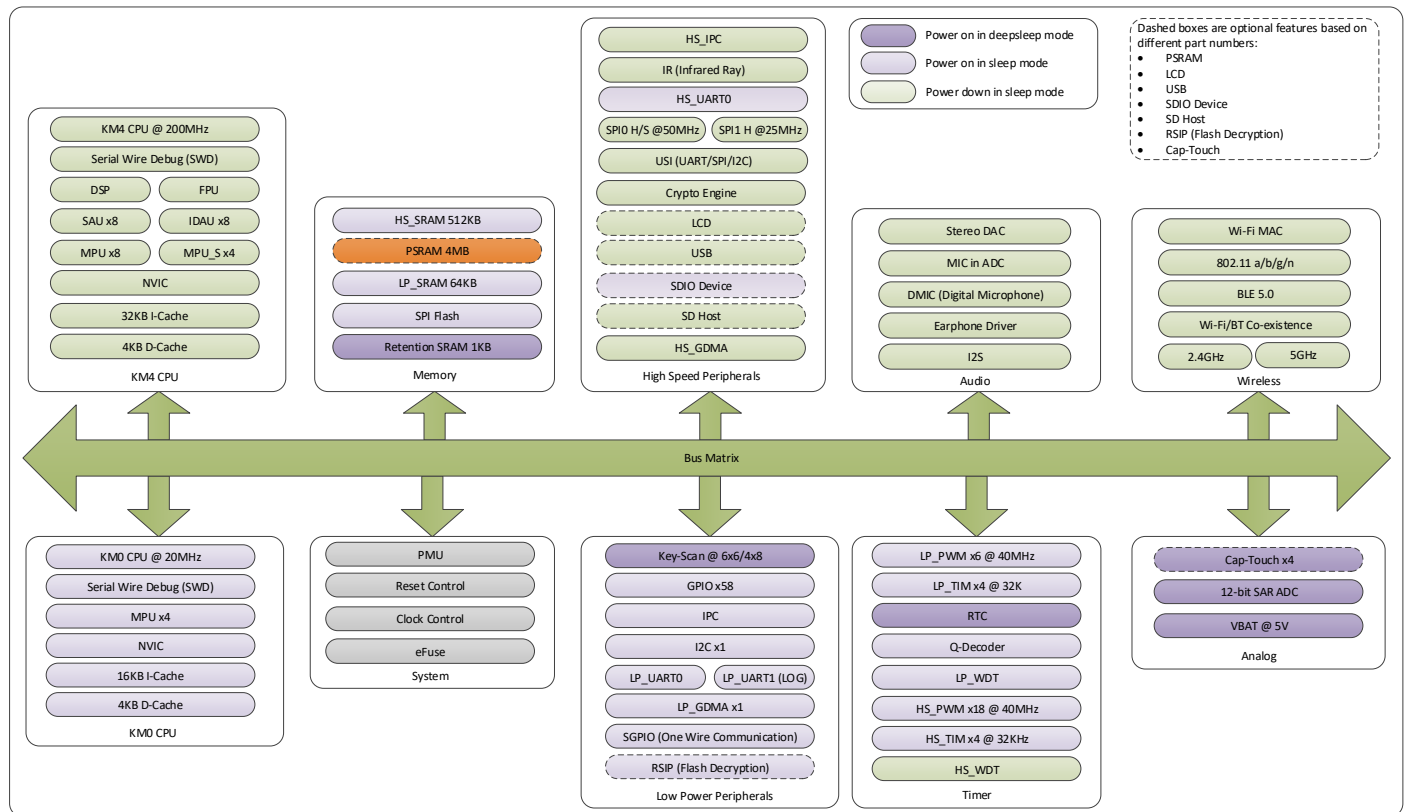 KM4 CPU @ 200MHz
Serial Wire Debug (SWD)
DSP
FPU
SAU x8
IDAU x8
MPU x8
MPU_S x4
NVIC
32KB I-Cache
4KB D-Cache
KM4 CPU
HS_SRAM 512KB
PSRAM 4MB
LP_SRAM 64KB
SPI Flash
Retention SRAM 1KB
Memory
HS_IPC
IR (Infrared Ray)
HS_UART0
SPI0 H/S @50MHz
SPI1 H @25MHz
USI (UART/SPI/I2C)
Crypto Engine
LCD
USB
SDIO Device
SD Host
HS_GDMA
High Speed Peripherals
Power on in deepsleep mode
Power on in sleep mode
Power down in sleep mode
Dashed boxes are optional features based on
different part numbers:
• PSRAM
• LCD
• USB
• SDIO Device
• SD Host
• RSIP (Flash Decryption)
• Cap-Touch
Stereo DAC
MIC in ADC
DMIC (Digital Microphone)
Earphone Driver
I2S
Audio
Wi-Fi MAC
802.11 a/b/g/n
BLE 5.0
Wi-Fi/BT Co-existence
2.4GHz
5GHz
Wireless
Bus Matrix
KM0 CPU @ 20MHz
Serial Wire Debug (SWD)
MPU x4
NVIC
16KB I-Cache
4KB D-Cache
KM0 CPU
PMU
Reset Control
Clock Control
eFuse
System
Key-Scan @ 6x6/4x8
GPIO x58
IPC
I2C x1
LP_UART0
LP_UART1 (LOG)
LP_GDMA x1
SGPIO (One Wire Communication)
RSIP (Flash Decryption)
Low Power Peripherals
LP_PWM x6 @ 40MHz
LP_TIM x4 @ 32K
RTC
Q-Decoder
LP_WDT
HS_PWM x18 @ 40MHz
HS_TIM x4 @ 32KHz
HS_WDT
Timer
Cap-Touch x4
12-bit SAR ADC
VBAT @ 5V
Analog